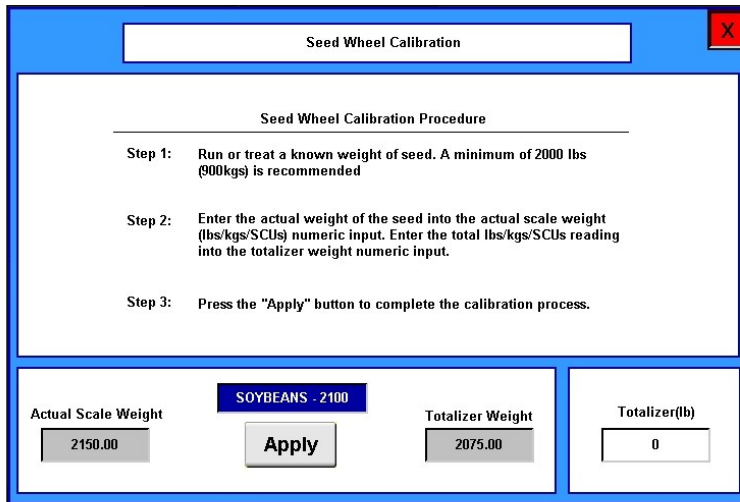 Seed Wheel Calibration
X
Seed Wheel Calibration Procedure
Step 1: Run or treat a known weight of seed. A minimum of 2000 lbs
(900kgs) is recommended
Step 2: Enter the actual weight of the seed into the actual scale weight
(lbs/kgs/SCUs) numeric input. Enter the total lbs/kgs/SCUs reading
into the totalizer weight numeric input.
Step 3: Press the "Apply" button to complete the calibration process.
SOYBEANS - 2100
Actual Scale Weight
2150.00
Apply
Totalizer Weight
2075.00
Totalizer(lb)
0